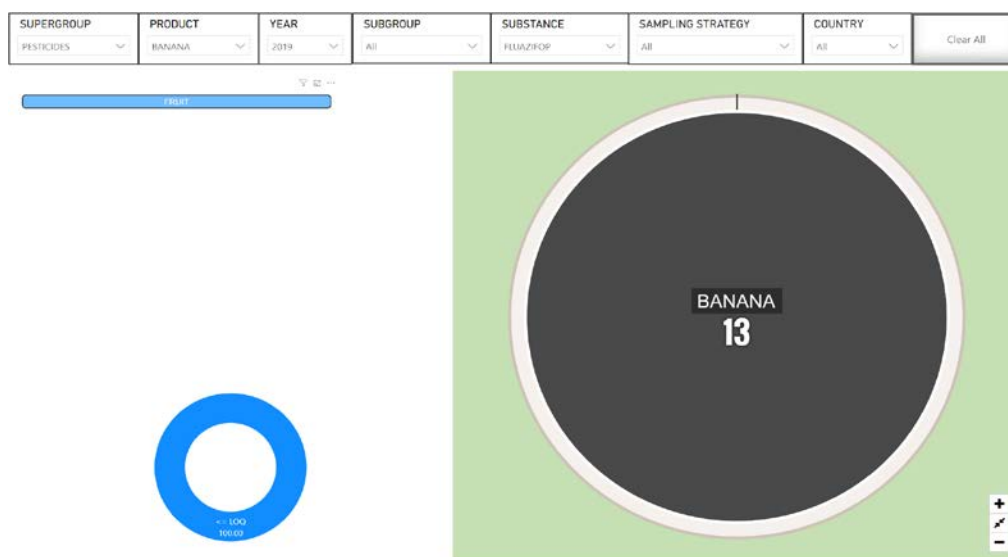 SUPERGROUP
PRODUCT
YEAR
SUBGROUP
SUBSTANCE
SAMPLING STRATEGY
COUNTRY
Clear All
PESTICIDES
BANANA
2019
All
FLUAZIFOP
All
All
FRUIT
BANANA
13
<= LOQ
100.00